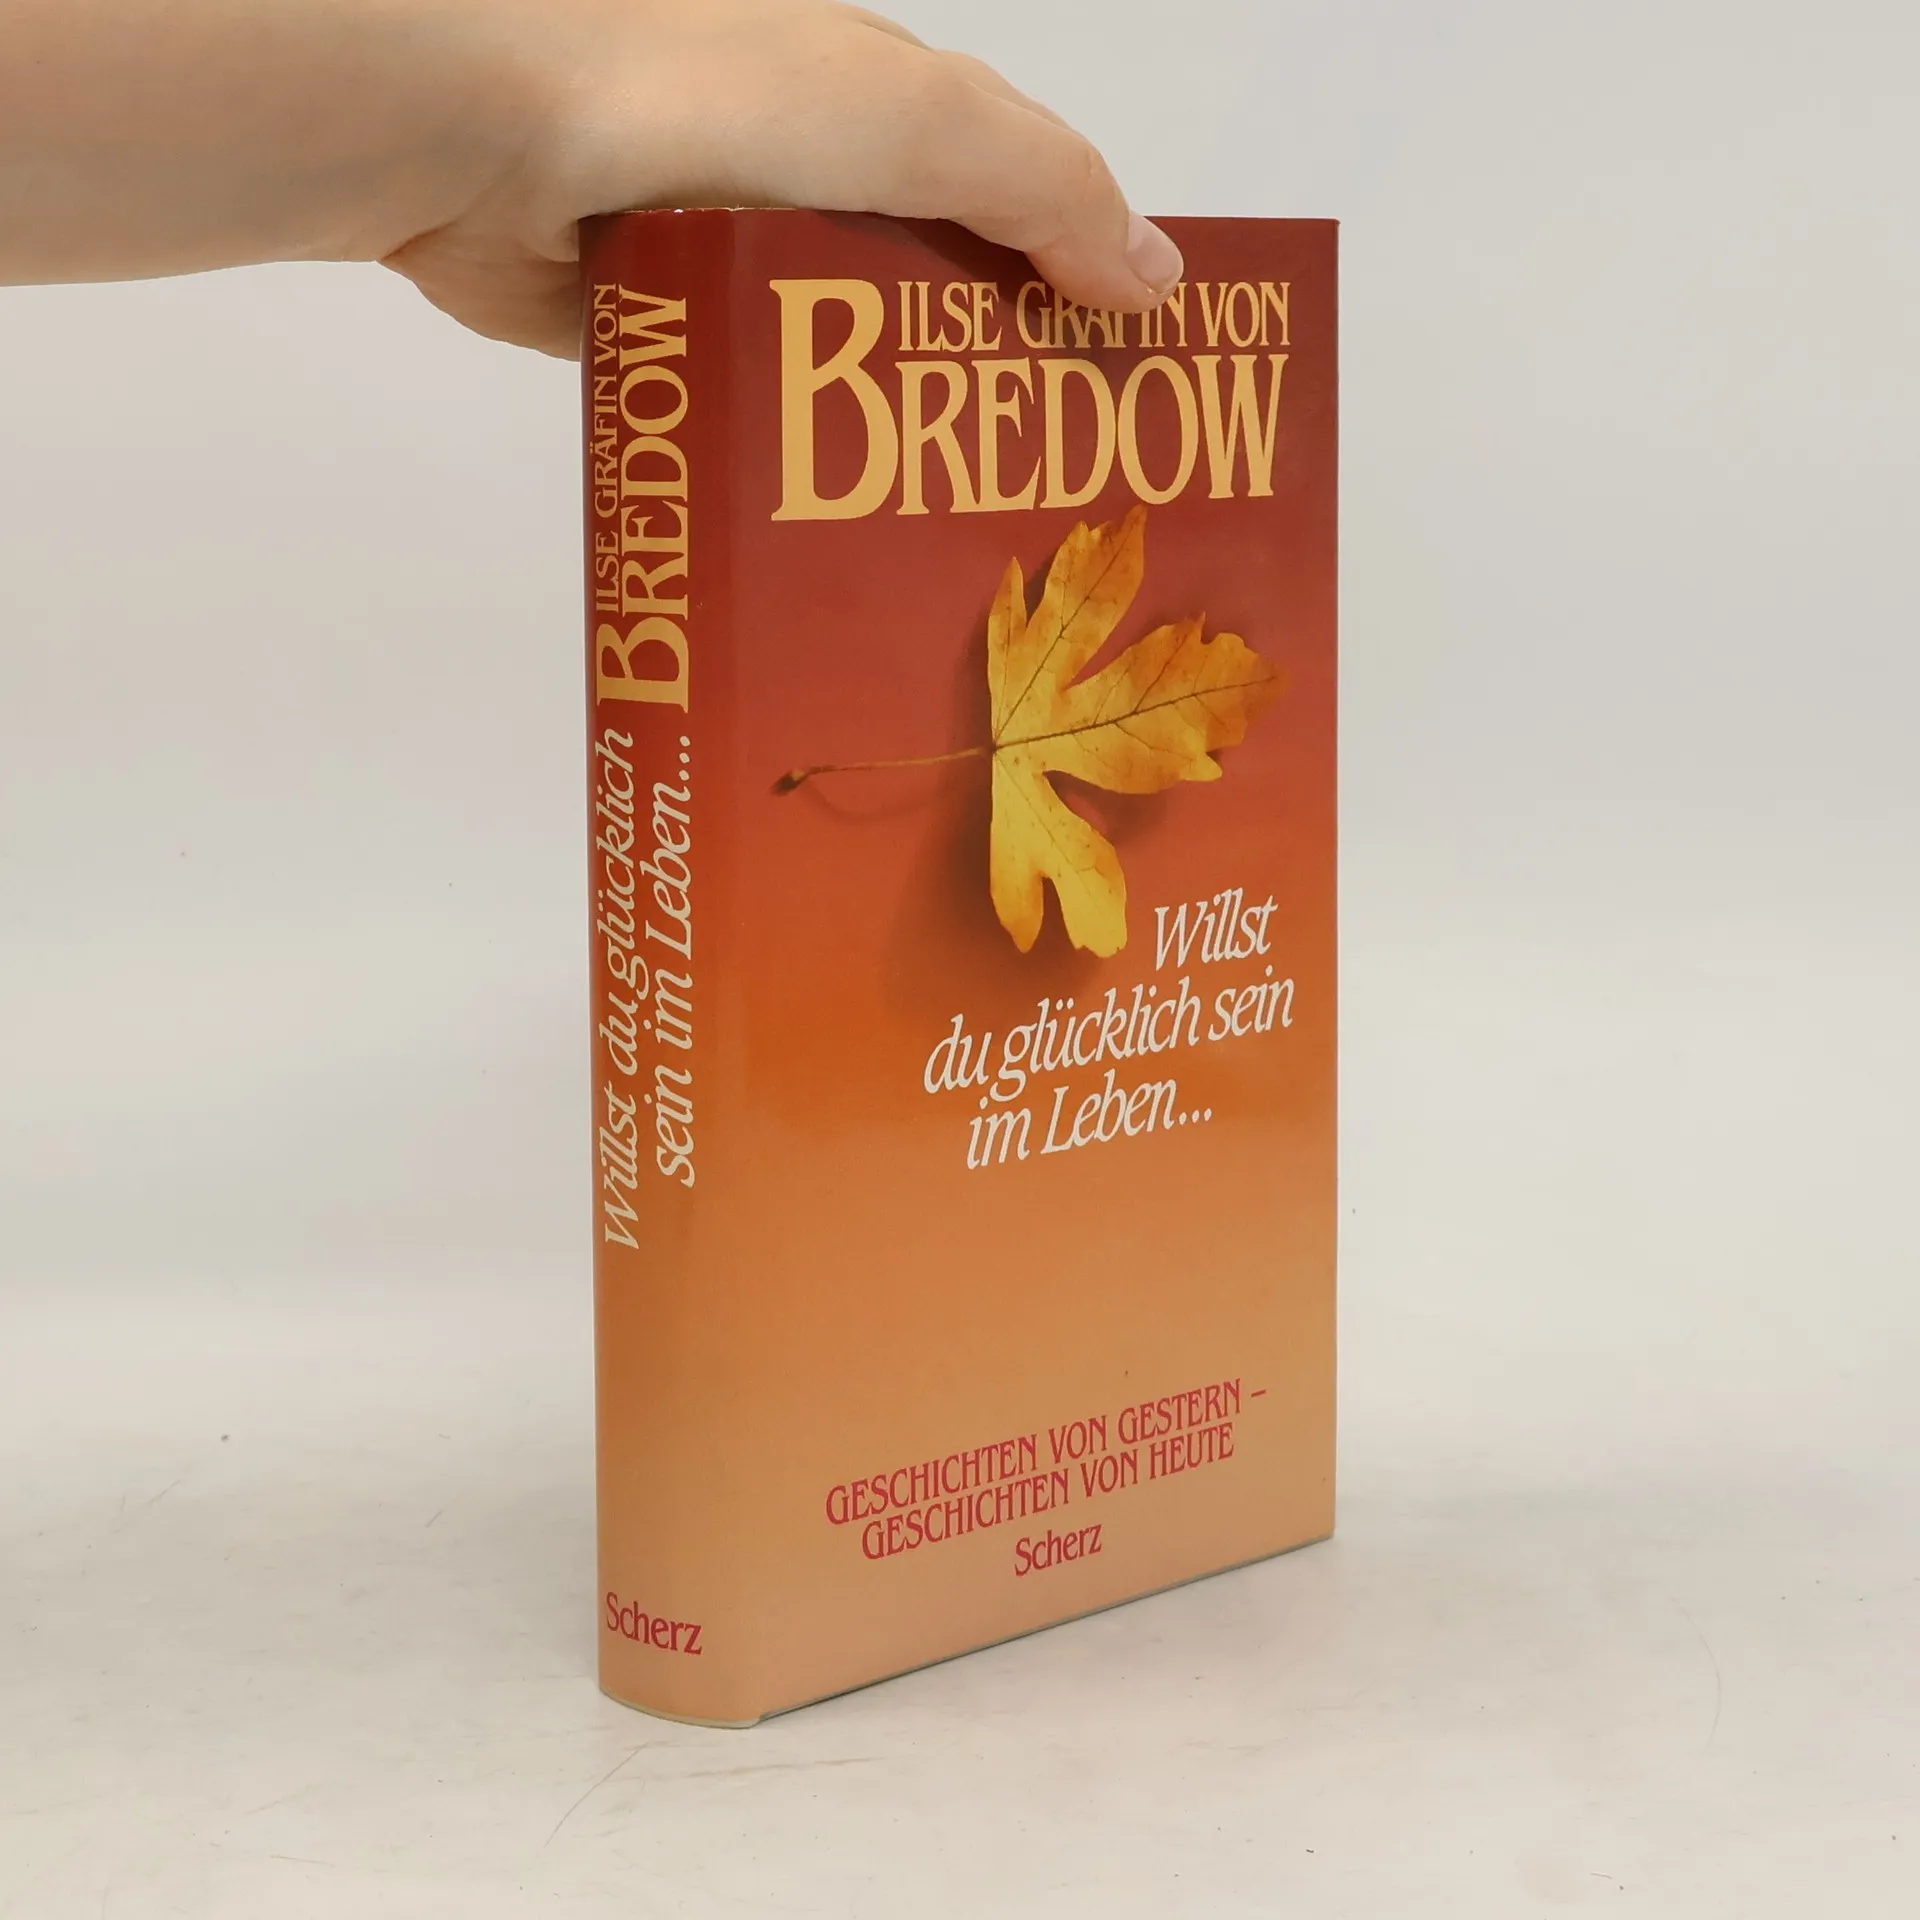 ILSE GRÄFIN VON
BREDOW
Willst du glücklich
sein im Leben...
Scherz
ILSE GRÄFIN VON
BREDOW
Willst
du glücklich sein
im Leben...
GESCHICHTEN VON GESTERN –
GESCHICHTEN VON HEUTE
Scherz